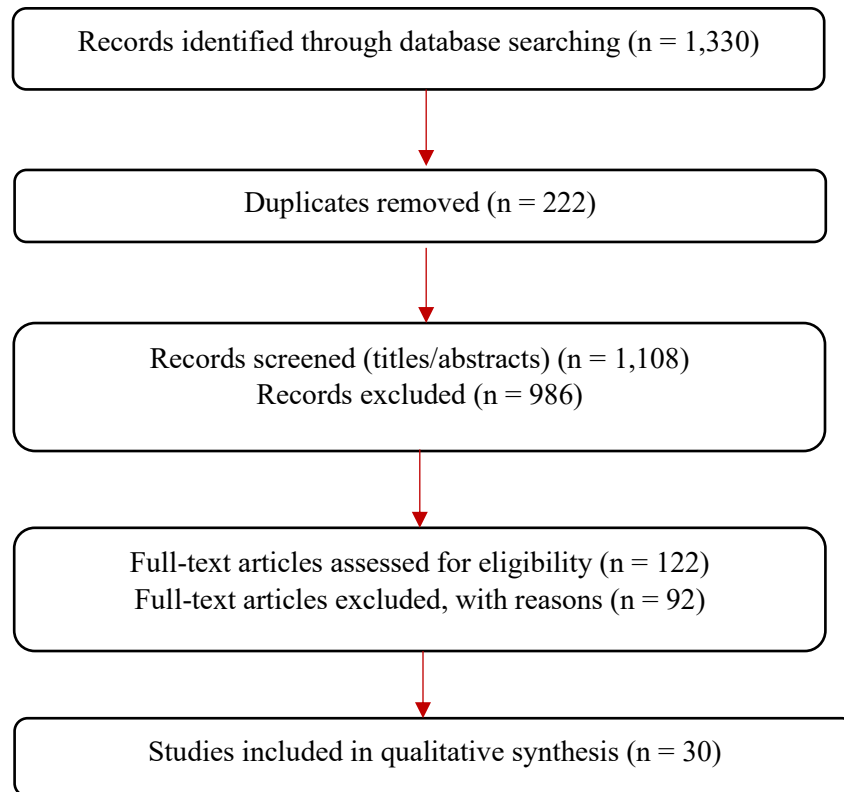 Records identified through database searching (n = 1,330)
Duplicates removed (n = 222)
Records screened (titles/abstracts) (n = 1,108)
Records excluded (n = 986)
Full-text articles assessed for eligibility (n = 122)
Full-text articles excluded, with reasons (n = 92)
Studies included in qualitative synthesis (n = 30)